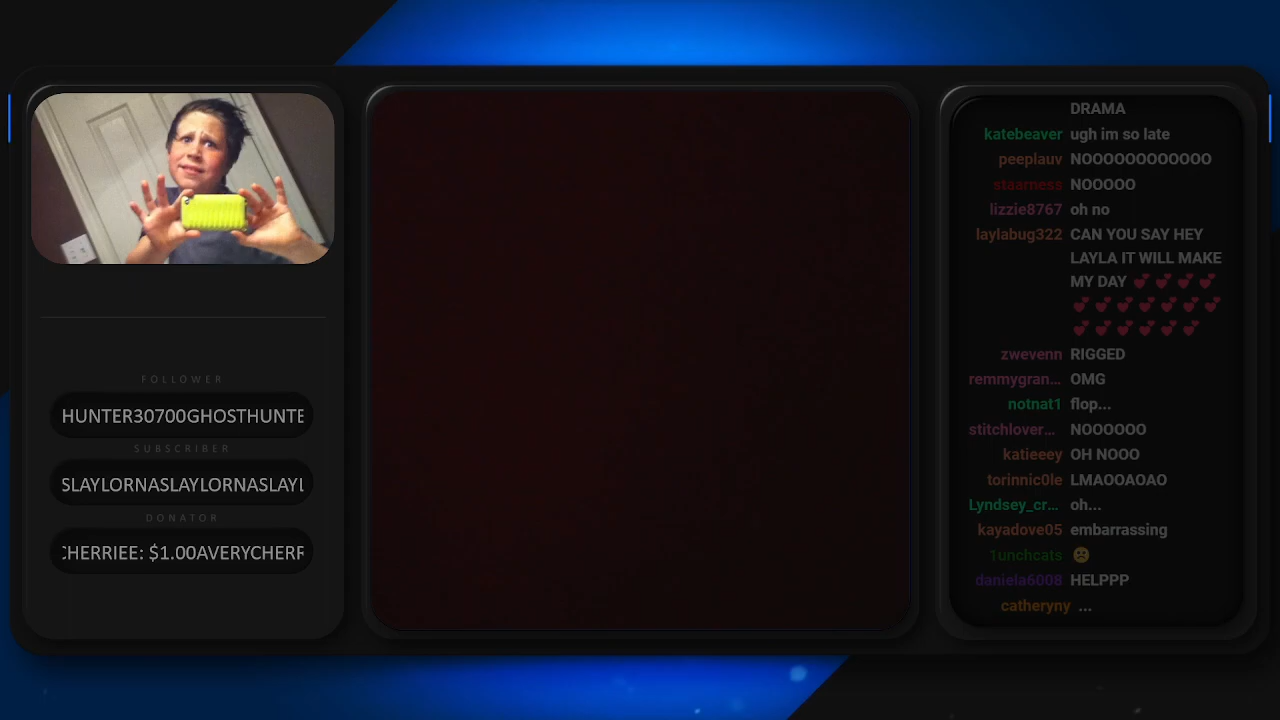 FOLLOWER
HUNTER30700GHOSTHUNTE
SUBSCRIBER
SLAYLORNASLAYLORNASLAYL
DONATOR
CHERRIEE: $1.00AVERYCHERR
DRAMA
katebeaver ugh im so late
peeplauv NOOOOOOOOOOOO
staarness NOOOOO
lizzie8767 oh no
laylabug322 CAN YOU SAY HEY
LAYLA IT WILL MAKE
MY DAY 💕 💕 💕 💕
💕 💕 💕 💕 💕 💕 💕
💕 💕 💕 💕 💕 💕
zwevenn RIGGED
remmygran... OMG
notnat1 flop...
stitchlover... NOOOOOO
katieeey OH NOOO
torinnic0le LMAOOAOAO
Lyndsey_cr... oh...
kayadove05 embarrassing
1unchcats ☹️
daniela6008 HELPPP
catheryny ...